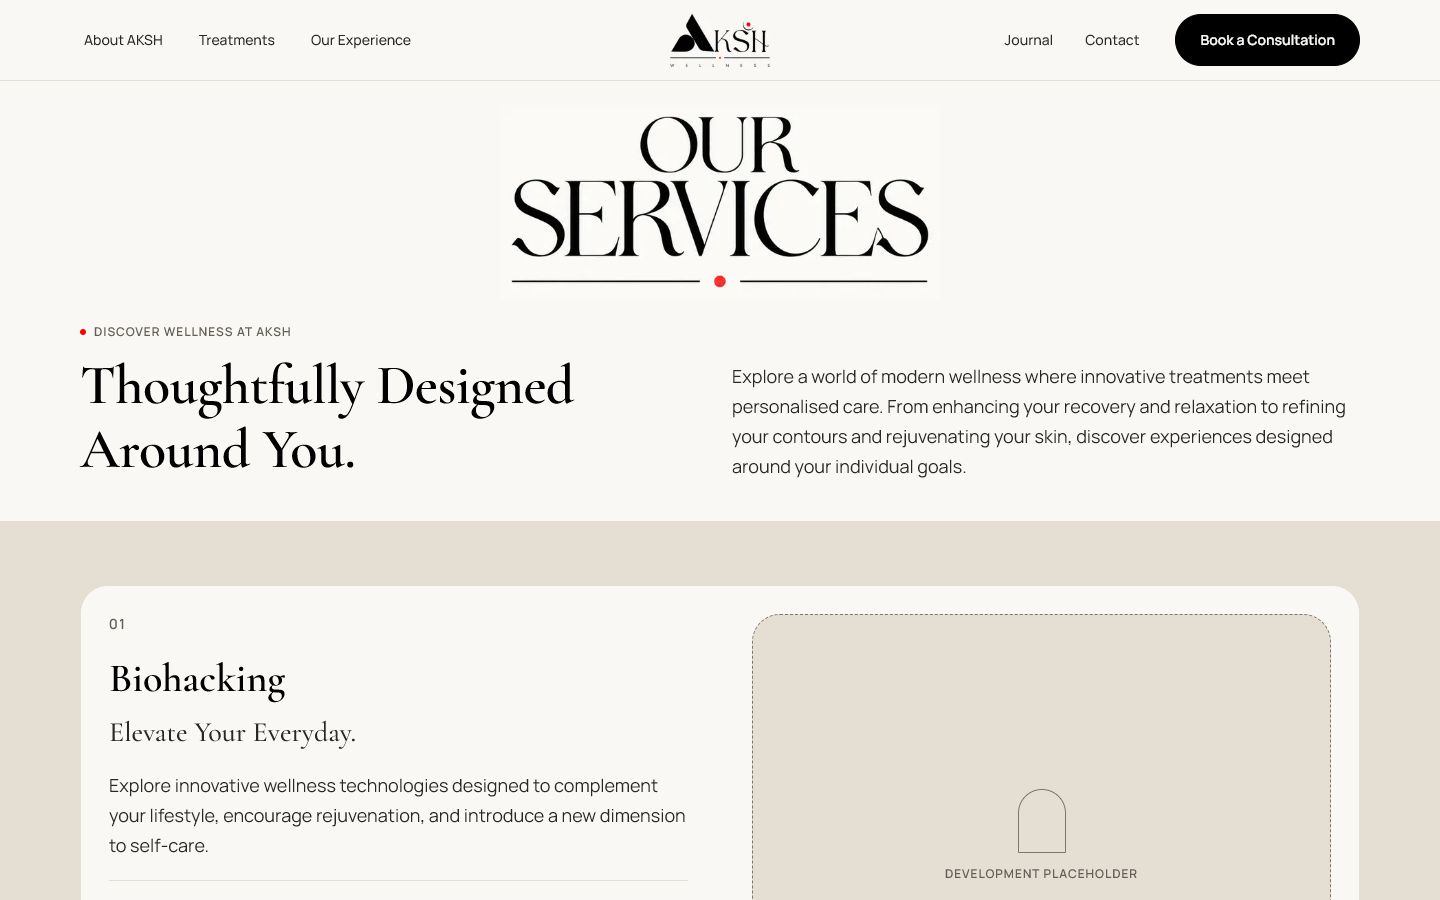 About AKSH
Treatments
Our Experience
AKSH
WELLNESS
Journal
Contact
Book a Consultation
OUR
SERVICES
DISCOVER WELLNESS AT AKSH
Thoughtfully Designed
Around You.
Explore a world of modern wellness where innovative treatments meet
personalised care. From enhancing your recovery and relaxation to refining
your contours and rejuvenating your skin, discover experiences designed
around your individual goals.
01
Biohacking
Elevate Your Everyday.
Explore innovative wellness technologies designed to complement
your lifestyle, encourage rejuvenation, and introduce a new dimension
to self-care.
DEVELOPMENT PLACEHOLDER